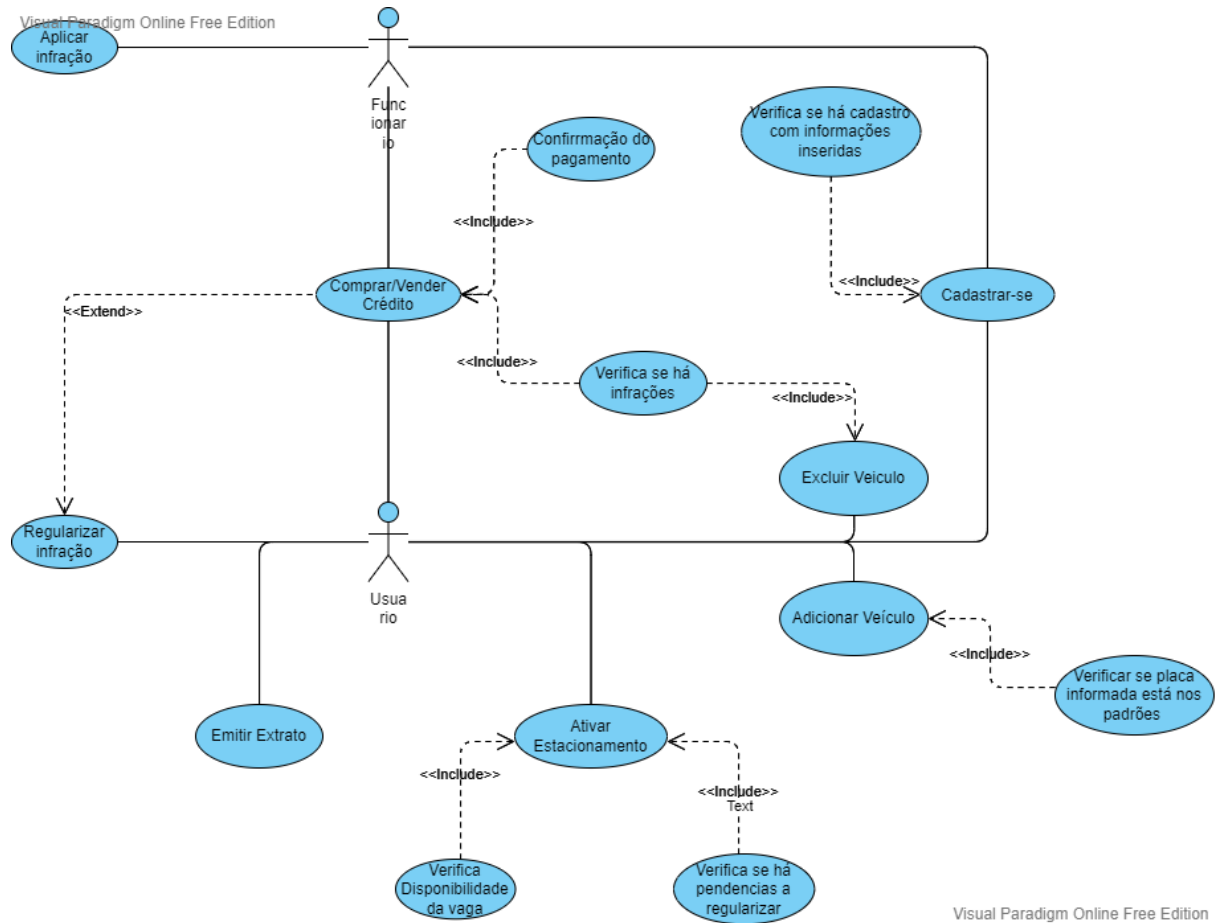 Visual Paradigm Online Free Edition
Aplicar
infração
Func
ionar
io
Confirrmação do
pagamento
Verifica se há cadastro
com informações
inseridas
<<Include>>
<<Include>>
Comprar/Vender
Crédito
Cadastrar-se
<<Extend>>
<<Include>>
Verifica se há
infrações
<<Include>>
Excluir Veiculo
Regularizar
infração
Usua
rio
Adicionar Veículo
<<Include>>
Verificar se placa
informada está nos
padrões
Emitir Extrato
Ativar
Estacionamento
<<Include>>
<<Include>>
Text
Verifica
Disponibilidade
da vaga
Verifica se há
pendencias a
regularizar
Visual Paradigm Online Free Edition